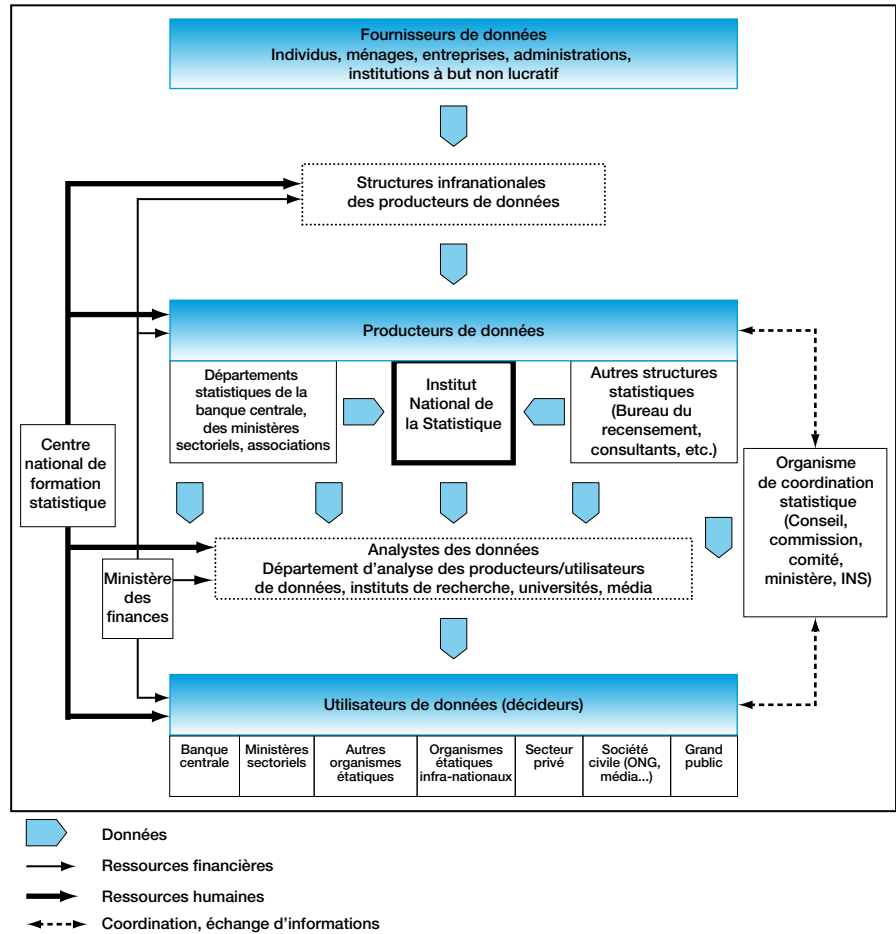 Fournisseurs de données
Individus, ménages, entreprises, administrations,
institutions à but non lucratif
Structures infranationales
des producteurs de données
Producteurs de données
Départements
statistiques de la
banque centrale,
des ministères
sectoriels, associations
Institut
National de
la Statistique
Autres structures
statistiques
(Bureau du
recensement,
consultants, etc.)
Centre
national de
formation
statistique
Organisme
de coordination
statistique
(Conseil,
commission,
comité,
ministère, INS)
Analystes des données
Département d'analyse des producteurs/utilisateurs
de données, instituts de recherche, universités, média
Ministère
des
finances
Utilisateurs de données (décideurs)
Banque
centrale
Ministères
sectoriels
Autres
organismes
étatiques
Organismes
étatiques
infra-nationaux
Secteur
privé
Société
civile (ONG,
média...)
Grand
public
Données
Ressources financières
Ressources humaines
Coordination, échange d'informations